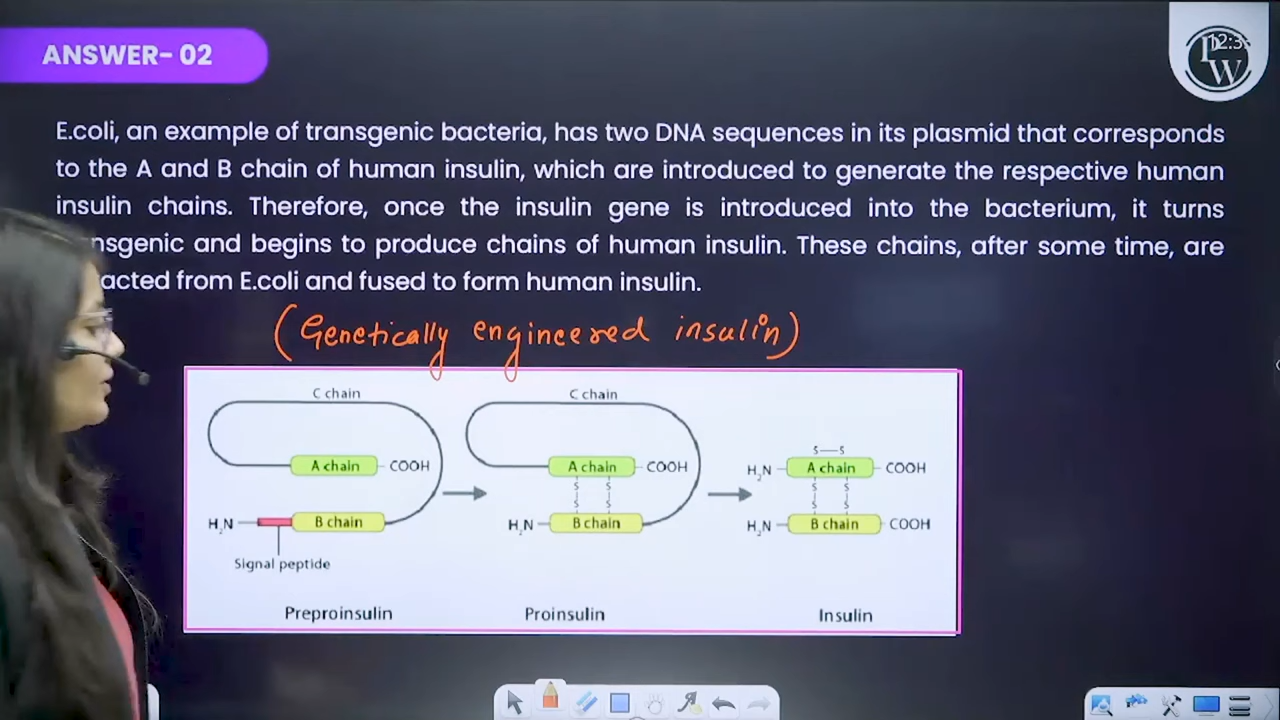 ANSWER- 02
12:3
PW
E.coli, an example of transgenic bacteria, has two DNA sequences in its plasmid that corresponds
to the A and B chain of human insulin, which are introduced to generate the respective human
insulin chains. Therefore, once the insulin gene is introduced into the bacterium, it turns
nsgenic and begins to produce chains of human insulin. These chains, after some time, are
acted from E.coli and fused to form human insulin.
(Genetically engineered insulin)
C chain
C chain
S—S
A chain COOH
A chain COOH
H₂N A chain COOH
S S
S S
S S
S S
H₂N B chain
H₂N B chain
H₂N B chain COOH
Signal peptide
Preproinsulin
Proinsulin
Insulin